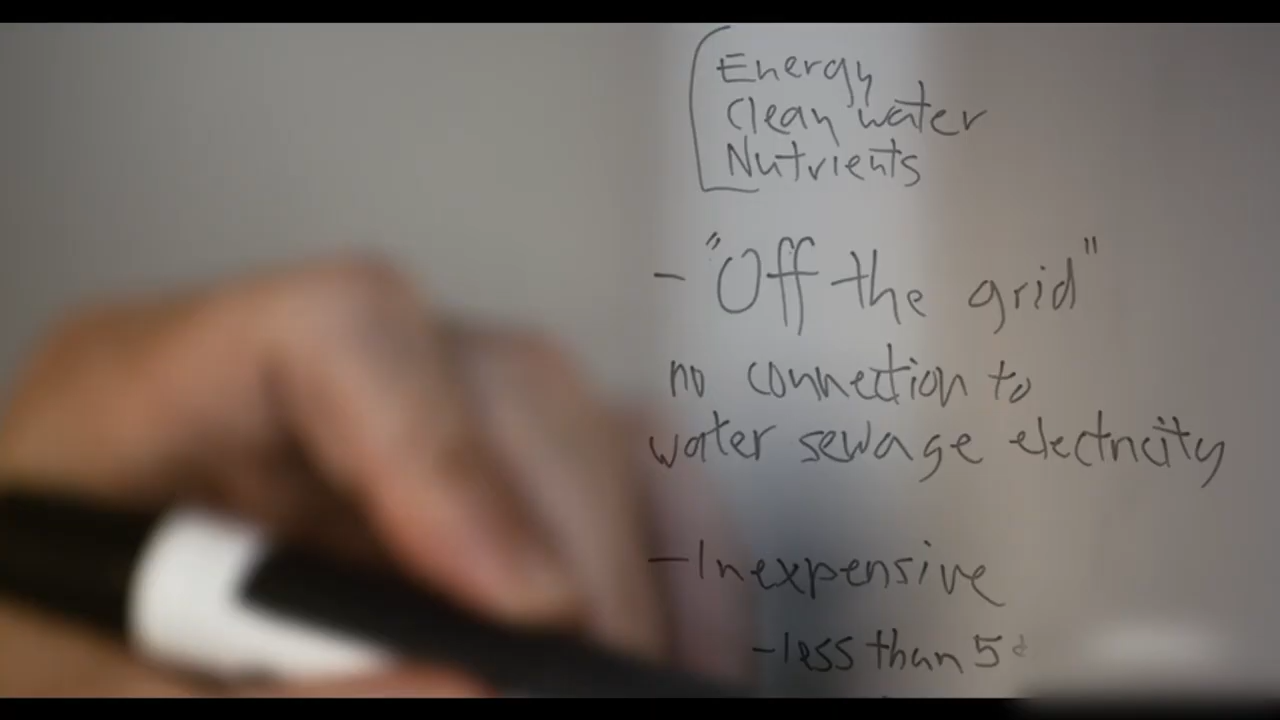 Energy
Clean water
Nutrients
- "Off the grid"
no connection to
water sewage electricity
- Inexpensive
- less than 5¢